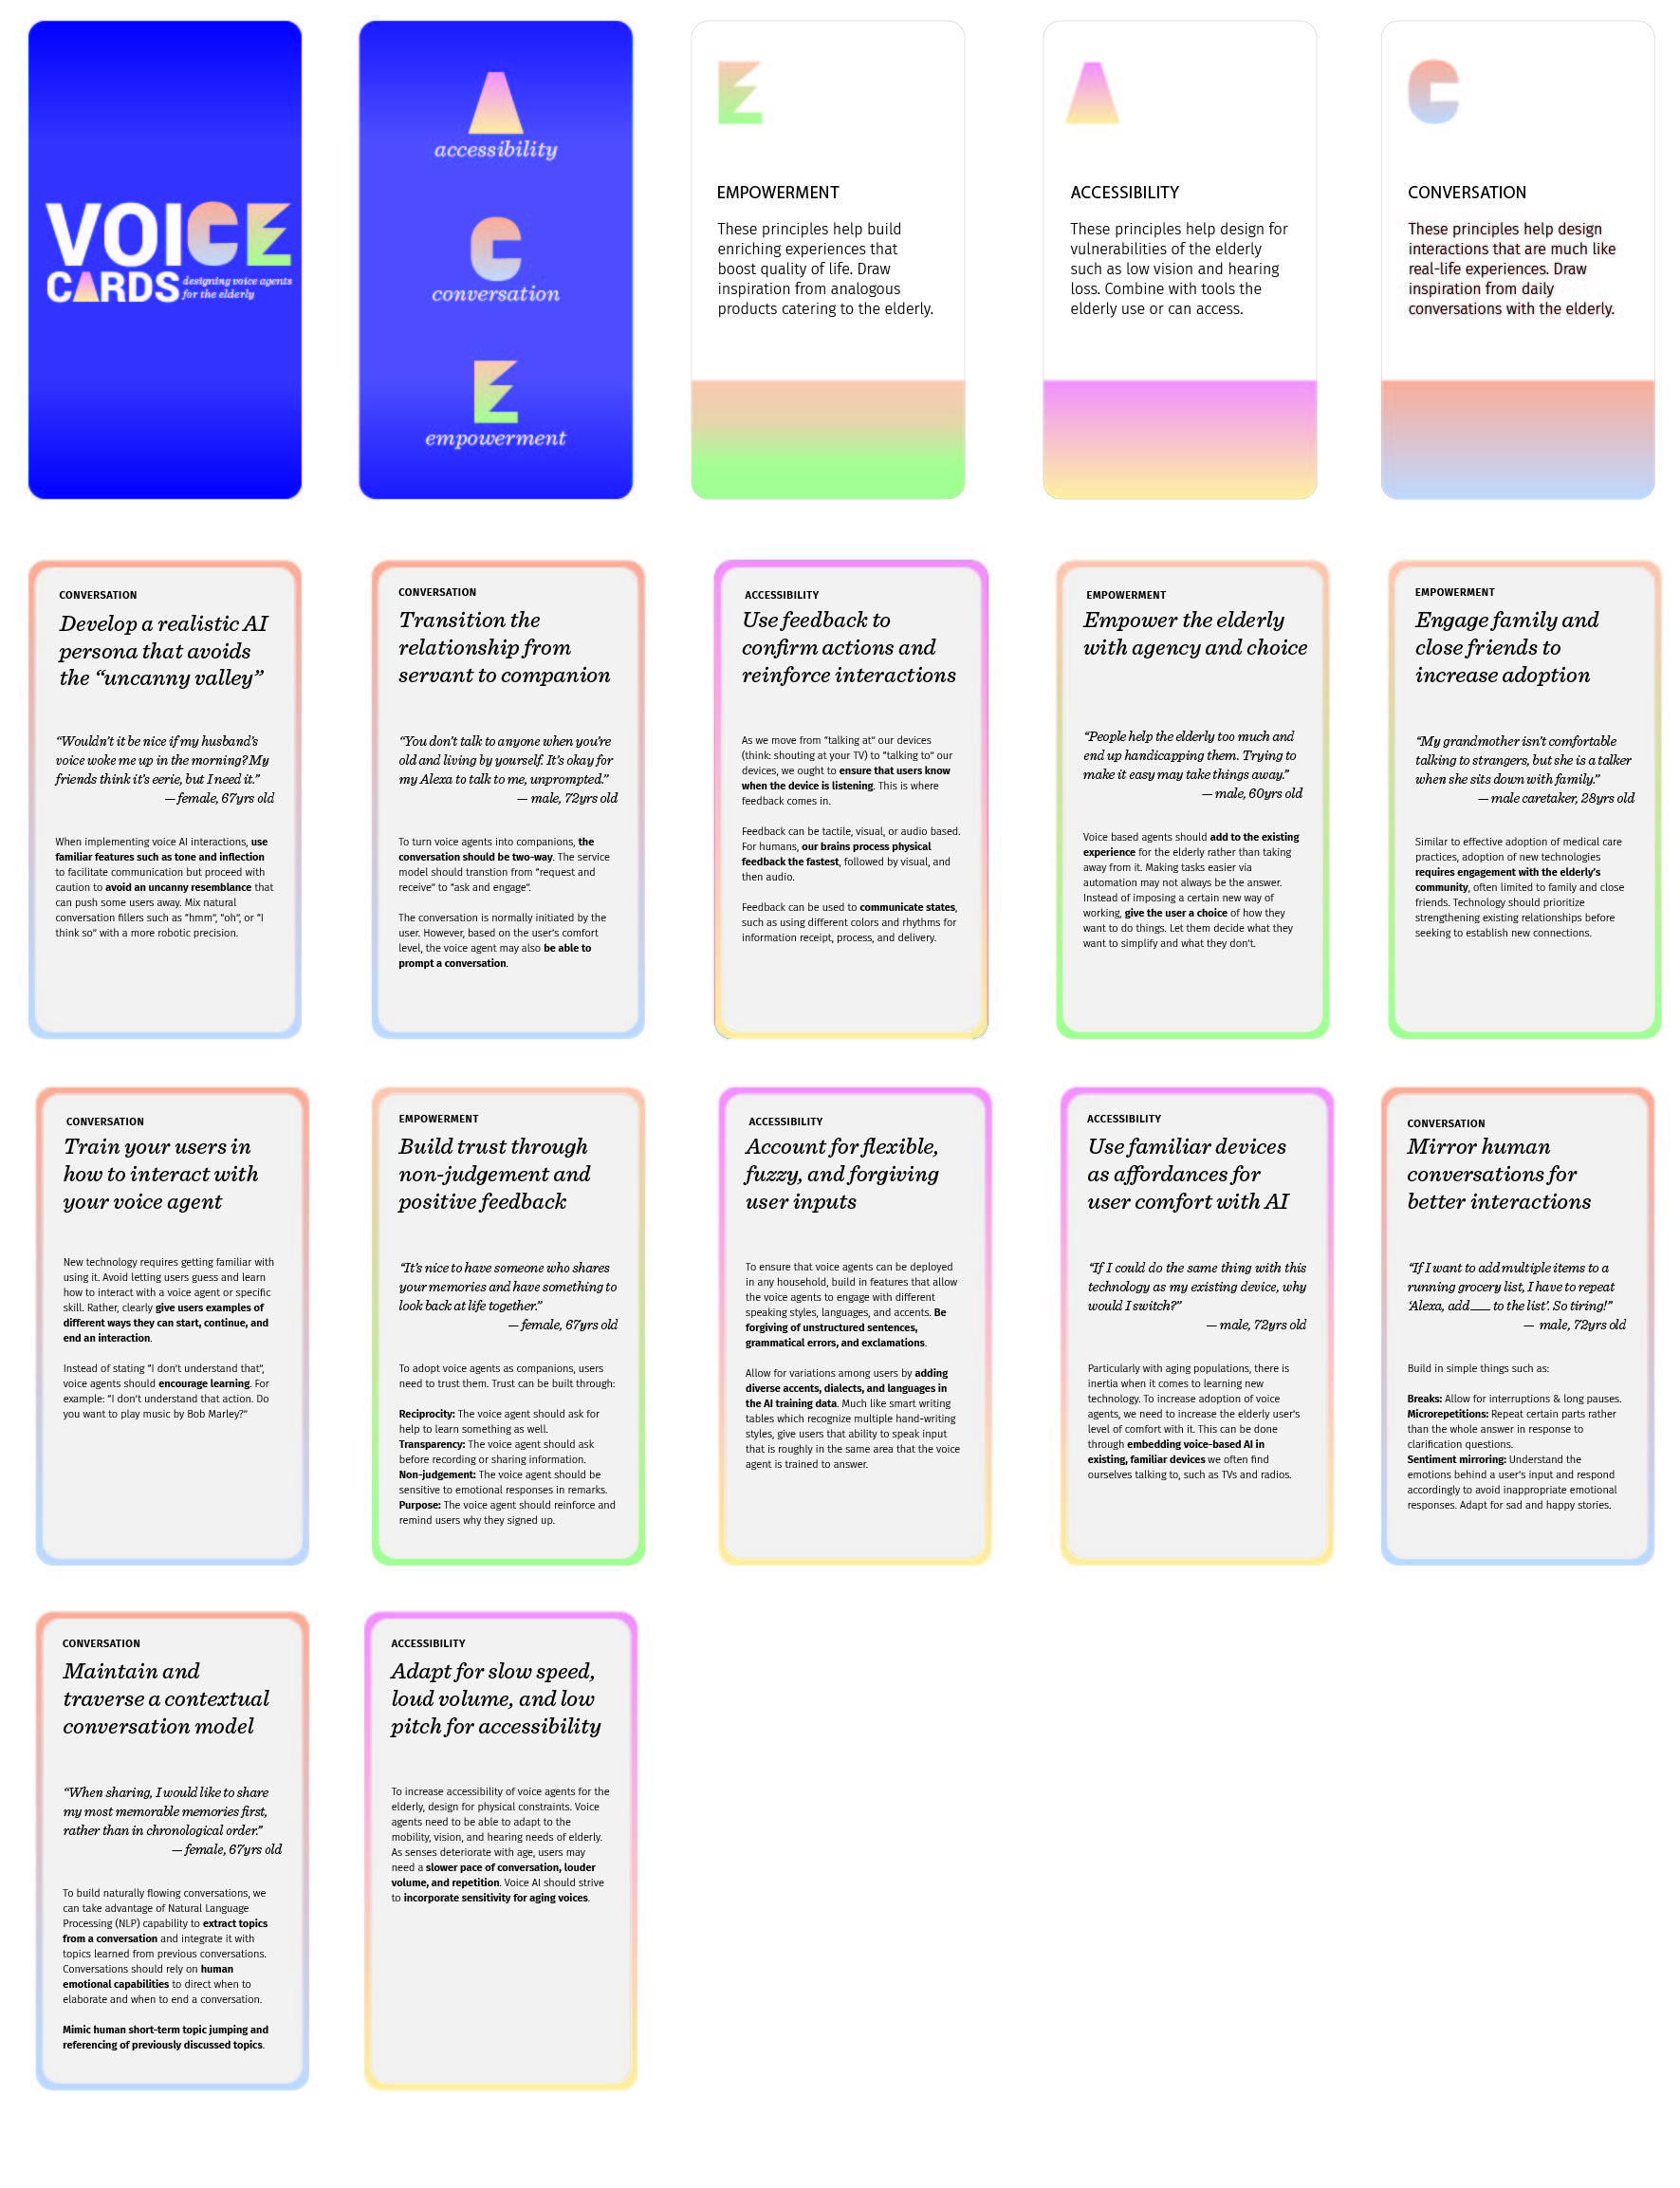 VOICE
CARDS designing voice agents
for the elderly
A
accessibility
C
conversation
E
empowerment
E
EMPOWERMENT
These principles help build
enriching experiences that
boost quality of life. Draw
inspiration from analogous
products catering to the elderly.
A
ACCESSIBILITY
These principles help design for
vulnerabilities of the elderly
such as low vision and hearing
loss. Combine with tools the
elderly use or can access.
C
CONVERSATION
These principles help design
interactions that are much like
real-life experiences. Draw
inspiration from daily
conversations with the elderly.
CONVERSATION
Develop a realistic AI
persona that avoids
the “uncanny valley”
“Wouldn’t it be nice if my husband’s
voice woke me up in the morning? My
friends think it’s eerie, but I need it.”
— female, 67yrs old
When implementing voice AI interactions, use
familiar features such as tone and inflection
to facilitate communication but proceed with
caution to avoid an uncanny resemblance that
can push some users away. Mix natural
conversation fillers such as “hmm”, “oh”, or “I
think so” with a more robotic precision.
CONVERSATION
Transition the
relationship from
servant to companion
“You don’t talk to anyone when you’re
old and living by yourself. It’s okay for
my Alexa to talk to me, unprompted.”
— male, 72yrs old
To turn voice agents into companions, the
conversation should be two-way. The service
model should transtion from “request and
receive” to “ask and engage”.
The conversation is normally initiated by the
user. However, based on the user’s comfort
level, the voice agent may also be able to
prompt a conversation.
ACCESSIBILITY
Use feedback to
confirm actions and
reinforce interactions
As we move from “talking at” our devices
(think: shouting at your TV) to “talking to” our
devices, we ought to ensure that users know
when the device is listening. This is where
feedback comes in.
Feedback can be tactile, visual, or audio based.
For humans, our brains process physical
feedback the fastest, followed by visual, and
then audio.
Feedback can be used to communicate states,
such as using different colors and rhythms for
information receipt, process, and delivery.
EMPOWERMENT
Empower the elderly
with agency and choice
“People help the elderly too much and
end up handicapping them. Trying to
make it easy may take things away.”
— male, 60yrs old
Voice based agents should add to the existing
experience for the elderly rather than taking
away from it. Making tasks easier via
automation may not always be the answer.
Instead of imposing a certain new way of
working, give the user a choice of how they
want to do things. Let them decide what they
want to simplify and what they don’t.
EMPOWERMENT
Engage family and
close friends to
increase adoption
“My grandmother isn’t comfortable
talking to strangers, but she is a talker
when she sits down with family.”
— male caretaker, 28yrs old
Similar to effective adoption of medical care
practices, adoption of new technologies
requires engagement with the elderly’s
community, often limited to family and close
friends. Technology should prioritize
strengthening existing relationships before
seeking to establish new connections.
CONVERSATION
Train your users in
how to interact with
your voice agent
New technology requires getting familiar with
using it. Avoid letting users guess and learn
how to interact with a voice agent or specific
skill. Rather, clearly give users examples of
different ways they can start, continue, and
end an interaction.
Instead of stating “I don’t understand that”,
voice agents should encourage learning. For
example: “I don’t understand that action. Do
you want to play music by Bob Marley?”
EMPOWERMENT
Build trust through
non-judgement and
positive feedback
“It’s nice to have someone who shares
your memories and have something to
look back at life together.”
— female, 67yrs old
To adopt voice agents as companions, users
need to trust them. Trust can be built through:
Reciprocity: The voice agent should ask for
help to learn something as well.
Transparency: The voice agent should ask
before recording or sharing information.
Non-judgement: The voice agent should be
sensitive to emotional responses in remarks.
Purpose: The voice agent should reinforce and
remind users why they signed up.
ACCESSIBILITY
Account for flexible,
fuzzy, and forgiving
user inputs
To ensure that voice agents can be deployed
in any household, build in features that allow
the voice agents to engage with different
speaking styles, languages, and accents. Be
forgiving of unstructured sentences,
grammatical errors, and exclamations.
Allow for variations among users by adding
diverse accents, dialects, and languages in
the AI training data. Much like smart writing
tables which recognize multiple hand-writing
styles, give users that ability to speak input
that is roughly in the same area that the voice
agent is trained to answer.
ACCESSIBILITY
Use familiar devices
as affordances for
user comfort with AI
“If I could do the same thing with this
technology as my existing device, why
would I switch?”
— male, 72yrs old
Particularly with aging populations, there is
inertia when it comes to learning new
technology. To increase adoption of voice
agents, we need to increase the elderly user’s
level of comfort with it. This can be done
through embedding voice-based AI in
existing, familiar devices we often find
ourselves talking to, such as TVs and radios.
CONVERSATION
Mirror human
conversations for
better interactions
“If I want to add multiple items to a
running grocery list, I have to repeat
‘Alexa, add___ to the list’. So tiring!”
— male, 72yrs old
Build in simple things such as:
Breaks: Allow for interruptions & long pauses.
Microrepetitions: Repeat certain parts rather
than the whole answer in response to
clarification questions.
Sentiment mirroring: Understand the
emotions behind a user’s input and respond
accordingly to avoid inappropriate emotional
responses. Adapt for sad and happy stories.
CONVERSATION
Maintain and
traverse a contextual
conversation model
“When sharing, I would like to share
my most memorable memories first,
rather than in chronological order.”
— female, 67yrs old
To build naturally flowing conversations, we
can take advantage of Natural Language
Processing (NLP) capability to extract topics
from a conversation and integrate it with
topics learned from previous conversations.
Conversations should rely on human
emotional capabilities to direct when to
elaborate and when to end a conversation.
Mimic human short-term topic jumping and
referencing of previously discussed topics.
ACCESSIBILITY
Adapt for slow speed,
loud volume, and low
pitch for accessibility
To increase accessibility of voice agents for the
elderly, design for physical constraints. Voice
agents need to be able to adapt to the
mobility, vision, and hearing needs of elderly.
As senses deteriorate with age, users may
need a slower pace of conversation, louder
volume, and repetition. Voice AI should strive
to incorporate sensitivity for aging voices.